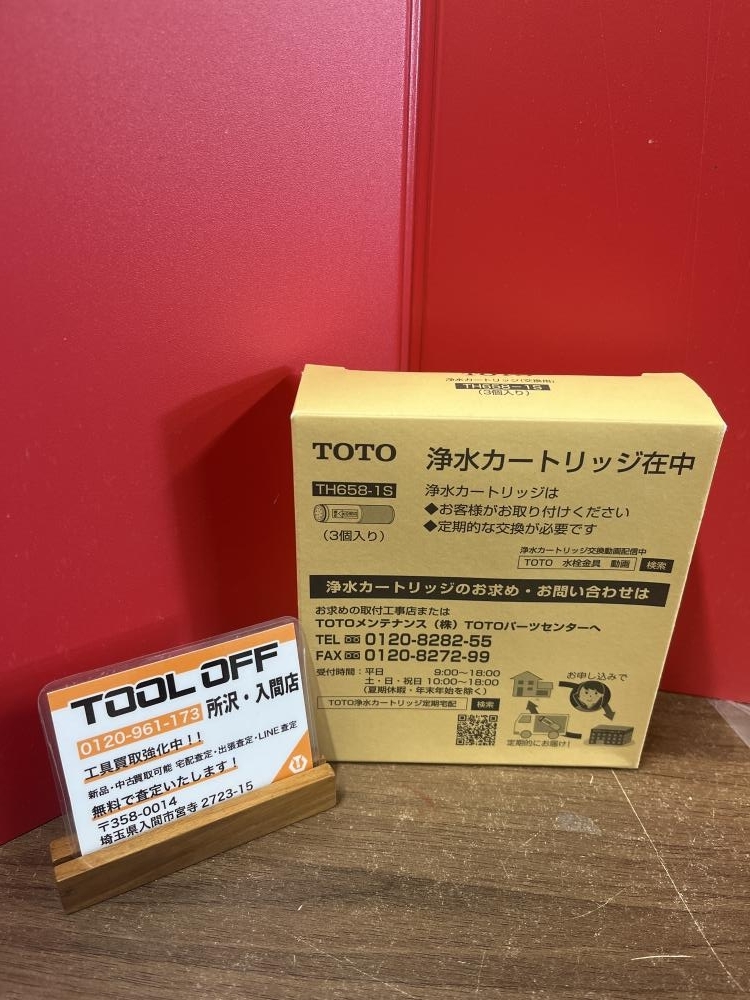 TOTO
浄水カートリッジ(交換用)
TH658-1S
(3個入り)
TOTO
浄水カートリッジ在中
TH658-1S
(3個入り)
浄水カートリッジは
◆お客様がお取り付けください
◆定期的な交換が必要です
浄水カートリッジ交換動画配信中
TOTO 水栓金具 動画 検索
浄水カートリッジのお求め・お問い合わせは
お求めの取付工事店または
TOTOメンテナンス(株)TOTOパーツセンターへ
TEL 0120-8282-55
FAX 0120-8272-99
受付時間:平日 9:00~18:00
土・日・祝日 10:00~18:00
(夏期休暇・年末年始を除く)
TOTO浄水カートリッジ定期宅配 検索
お申し込みで
定期的にお届け!
TOOL OFF
0120-961-173 所沢・入間店
工具買取強化中!!
新品・中古買取可能 宅配査定・出張査定・LINE査定
無料で査定いたします!
〒358-0014
埼玉県入間市宮寺 2723-15